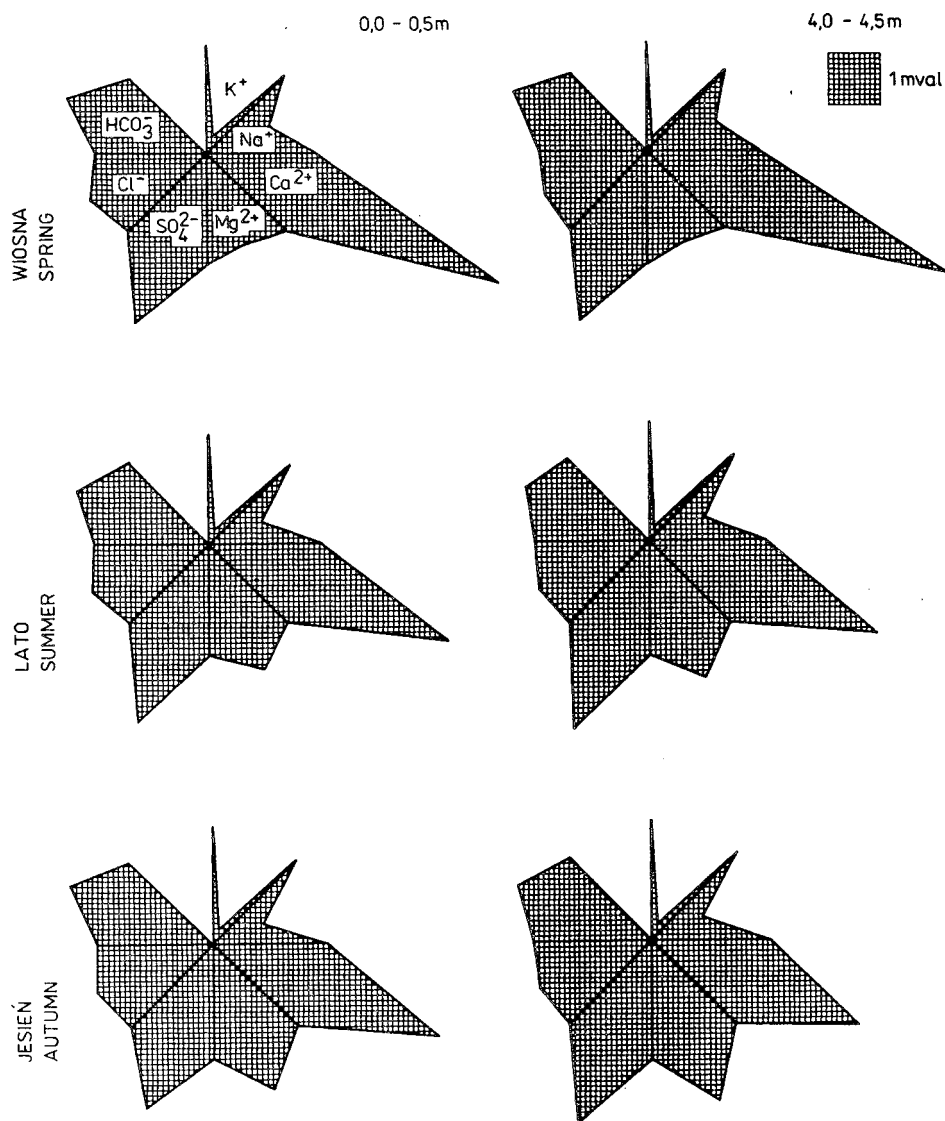 0,0 - 0,5m
4,0 - 4,5m
1 mval
K⁺
HCO₃⁻
Na⁺
Cl⁻
Ca²⁺
SO₄²⁻
Mg²⁺
WIOSNA
SPRING
LATO
SUMMER
JESIEŃ
AUTUMN